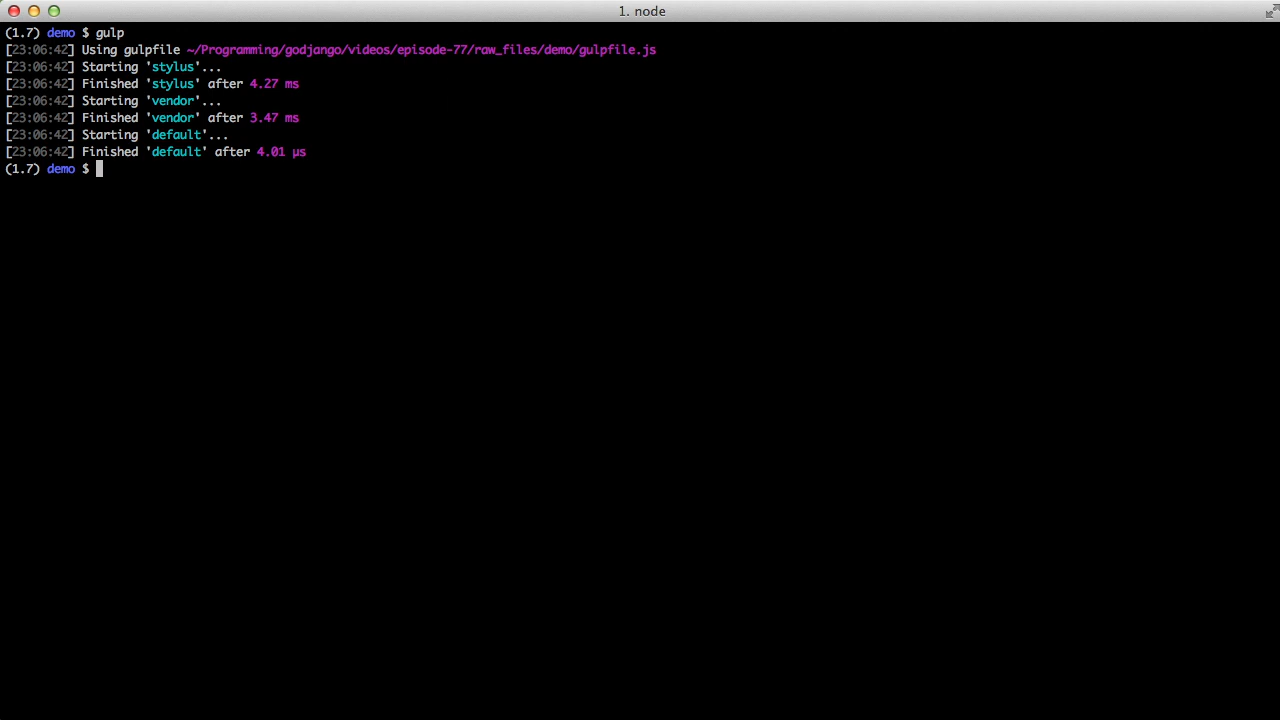 1. node
(1.7) demo $ gulp
[23:06:42] Using gulpfile ~/Programming/godjango/videos/episode-77/raw_files/demo/gulpfile.js
[23:06:42] Starting 'stylus'...
[23:06:42] Finished 'stylus' after 4.27 ms
[23:06:42] Starting 'vendor'...
[23:06:42] Finished 'vendor' after 3.47 ms
[23:06:42] Starting 'default'...
[23:06:42] Finished 'default' after 4.01 μs
(1.7) demo $